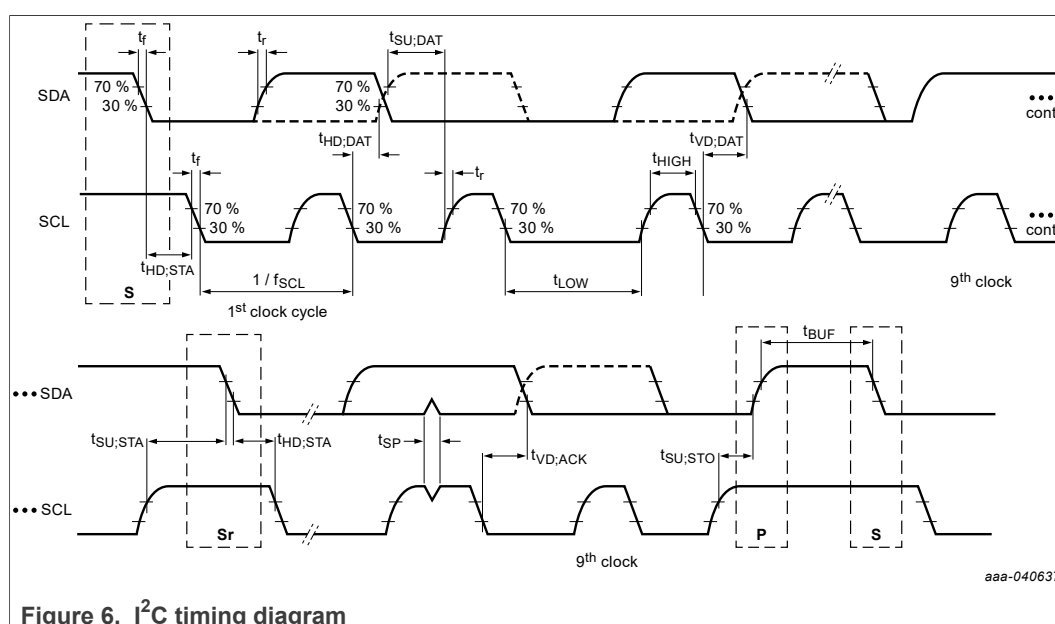 tf tr tSU;DAT
70 % 70 %
SDA
30 % 30 %
•••
cont
tHD;DAT tVD;DAT
tf tr tHIGH
70 % 70 % 70 % 70 %
SCL
30 % 30 % 30 % 30 %
•••
cont
tHD;STA
1 / fSCL tLOW
S 9th clock
1st clock cycle
tBUF
••• SDA
tSU;STA tHD;STA tSP tVD;ACK tSU;STO
••• SCL
Sr P S
9th clock
aaa-040637
Figure 6. I²C timing diagram